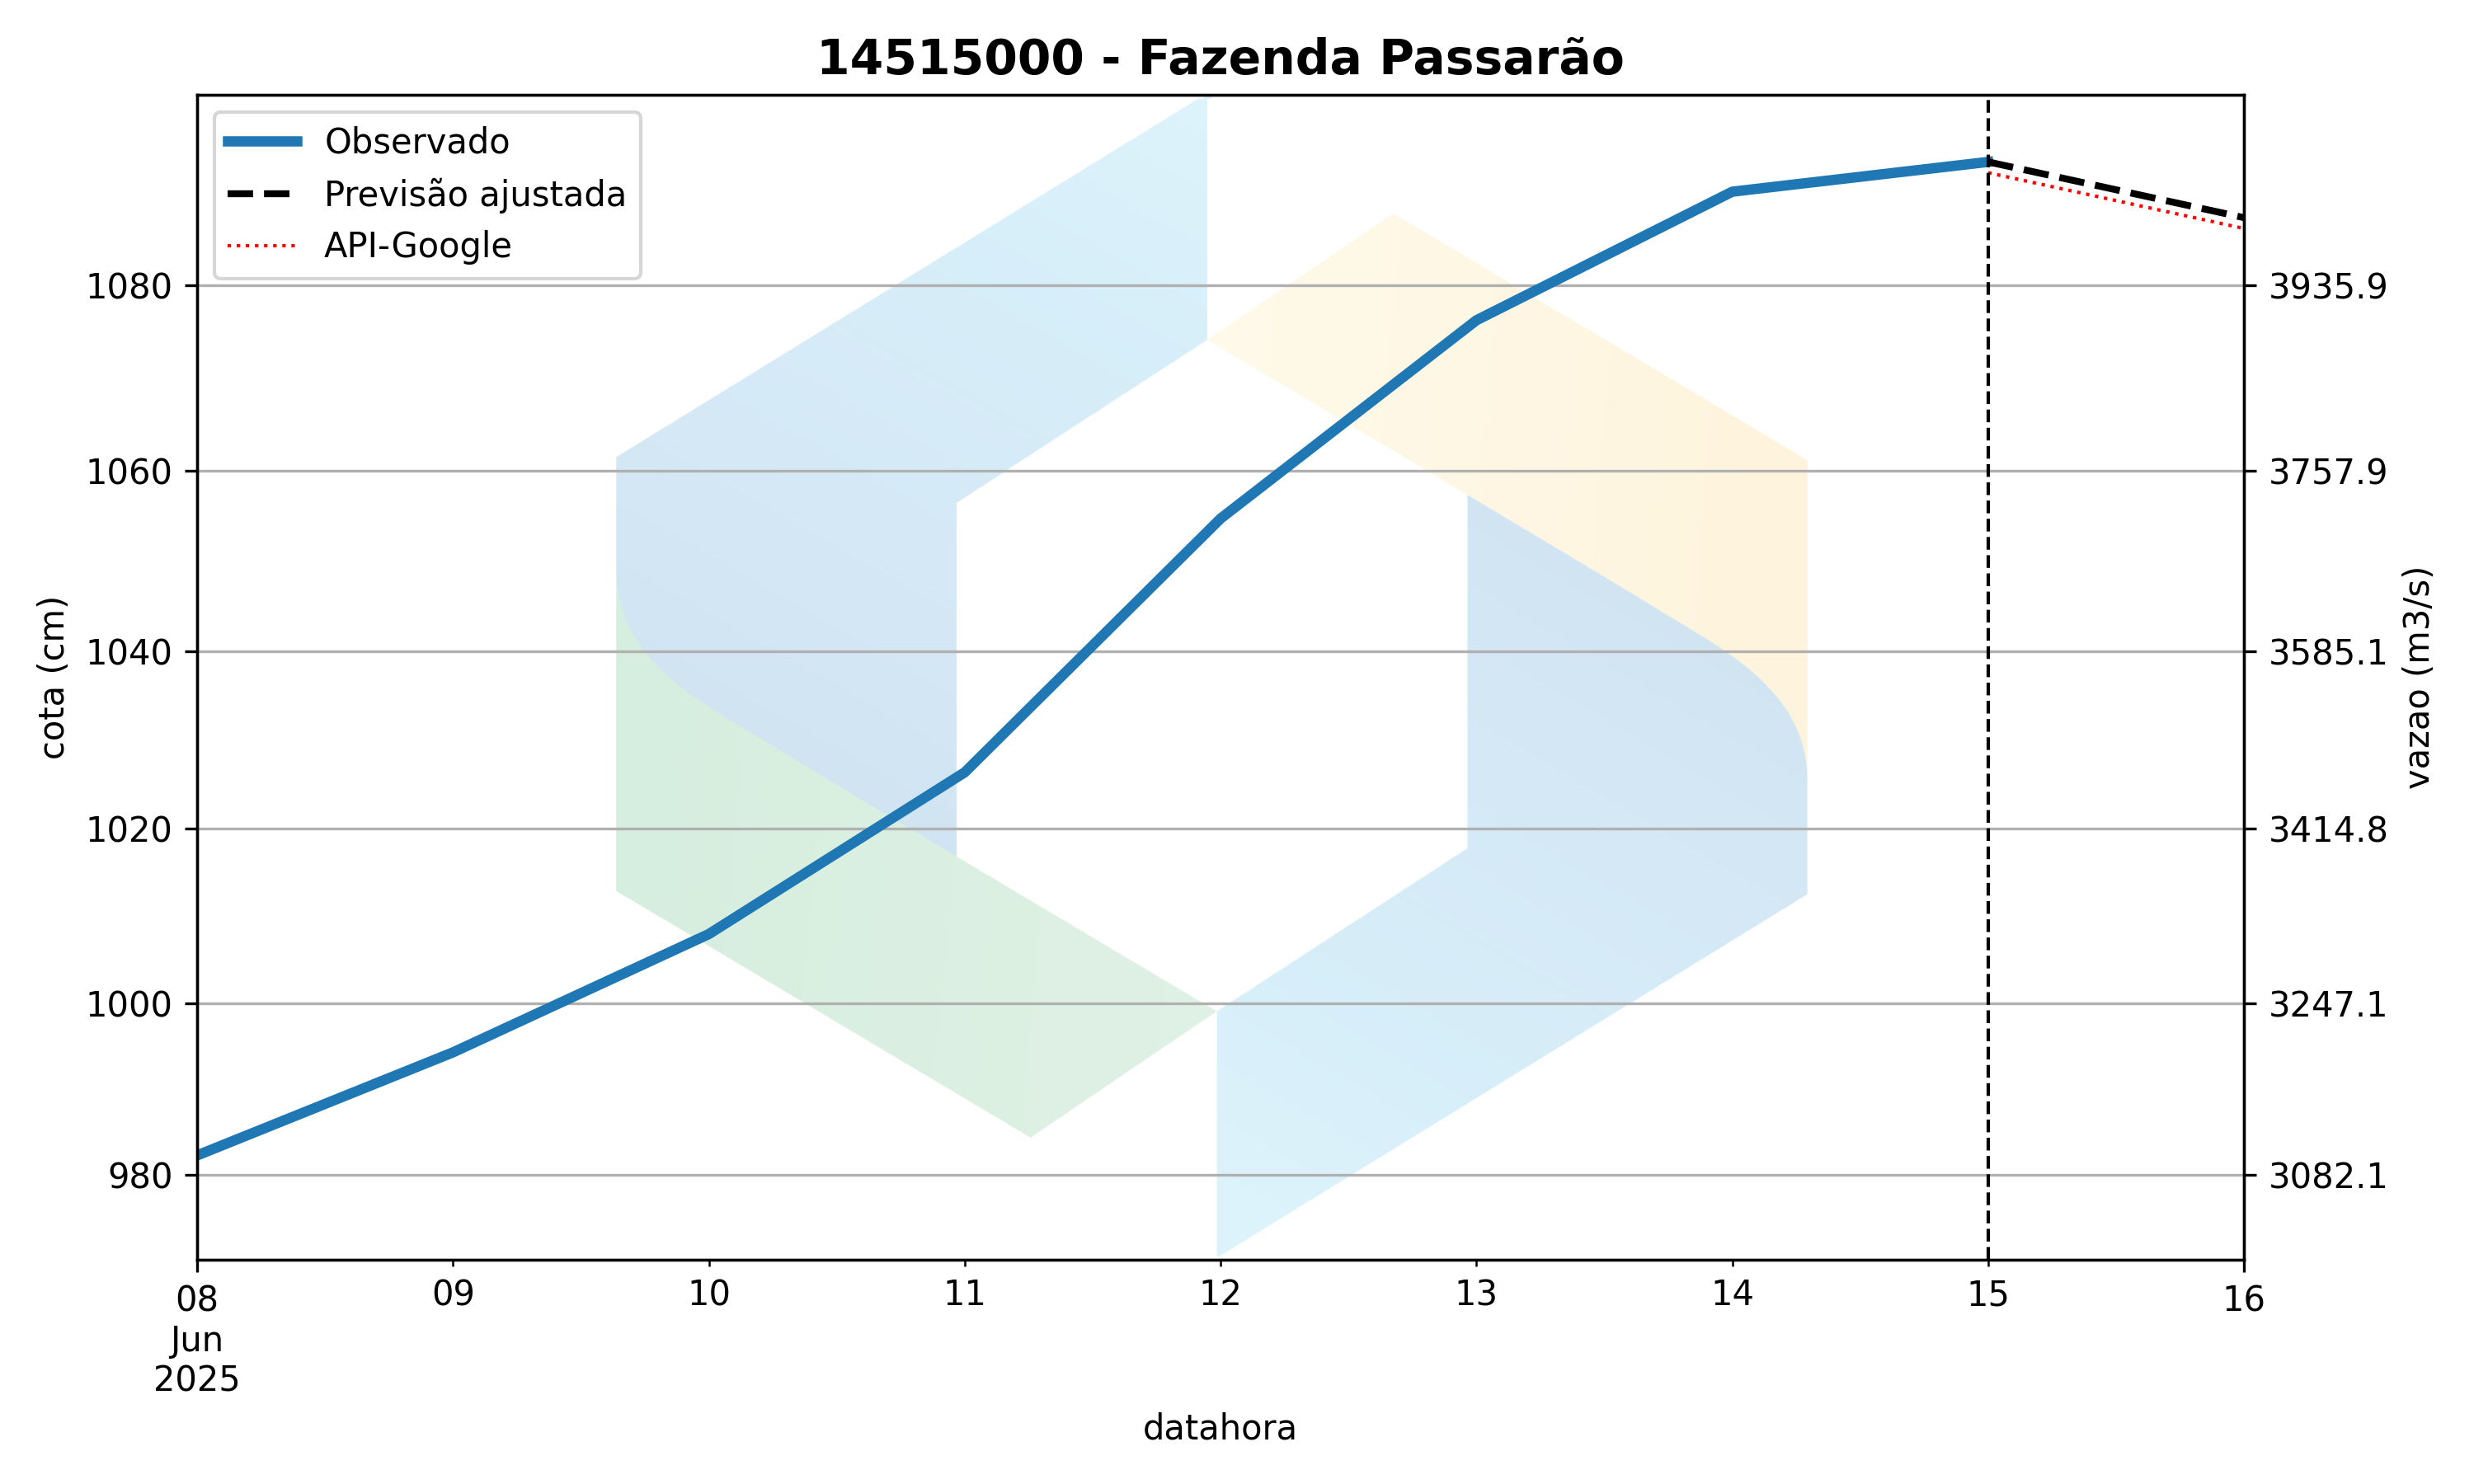 14515000 - Fazenda Passarão
Observado
Previsão ajustada
API-Google
1080
1060
1040
1020
1000
980
cota (cm)
3935.9
3757.9
3585.1
3414.8
3247.1
3082.1
vazao (m3/s)
08 09 10 11 12 13 14 15 16
Jun
2025
datahora